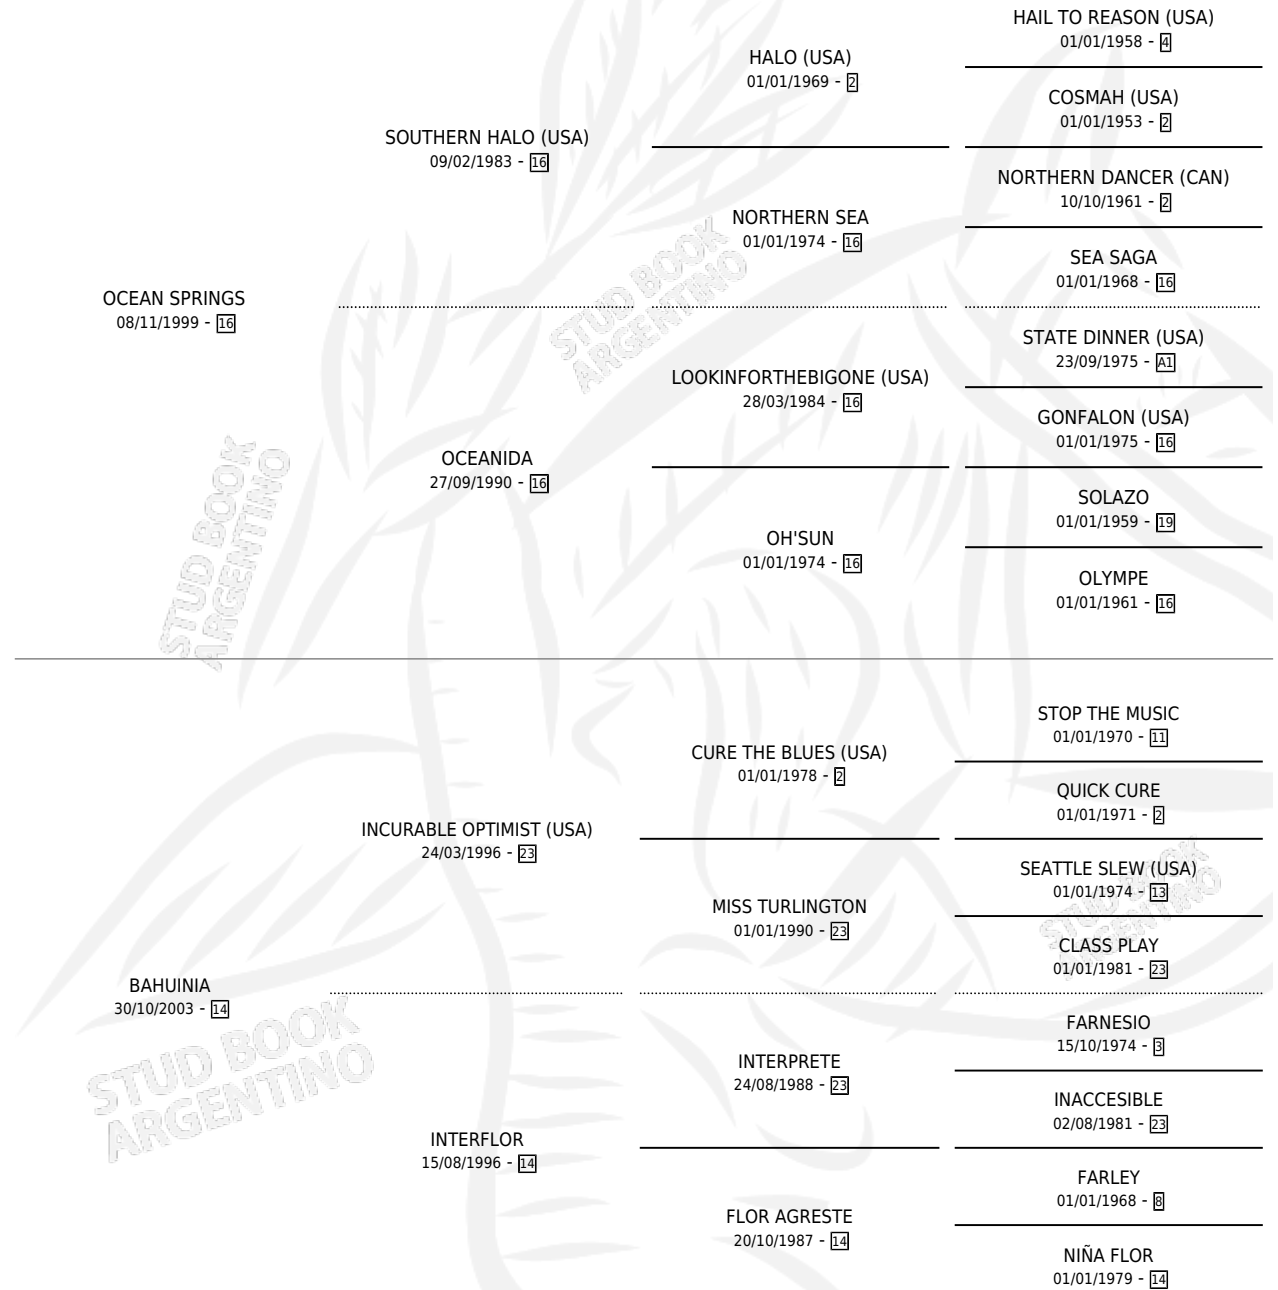 HAIL TO REASON (USA)
01/01/1958 - 4
HALO (USA)
01/01/1969 - 2
COSMAH (USA)
01/01/1953 - 2
SOUTHERN HALO (USA)
09/02/1983 - 16
NORTHERN DANCER (CAN)
10/10/1961 - 2
NORTHERN SEA
01/01/1974 - 16
SEA SAGA
01/01/1968 - 16
OCEAN SPRINGS
08/11/1999 - 16
STATE DINNER (USA)
23/09/1975 - A1
LOOKINFORTHEBIGONE (USA)
28/03/1984 - 16
GONFALON (USA)
01/01/1975 - 16
OCEANIDA
27/09/1990 - 16
SOLAZO
01/01/1959 - 19
OH'SUN
01/01/1974 - 16
OLYMPE
01/01/1961 - 16
STUD BOOK
ARGENTINO
STUD BOOK
ARGENTINO
STOP THE MUSIC
01/01/1970 - 11
CURE THE BLUES (USA)
01/01/1978 - 2
QUICK CURE
01/01/1971 - 2
INCURABLE OPTIMIST (USA)
24/03/1996 - 23
SEATTLE SLEW (USA)
01/01/1974 - 13
MISS TURLINGTON
01/01/1990 - 23
CLASS PLAY
01/01/1981 - 23
STUD BOOK
ARGENTINO
BAHUINIA
30/10/2003 - 14
FARNESIO
15/10/1974 - 3
INTERPRETE
24/08/1988 - 23
INACCESIBLE
02/08/1981 - 23
INTERFLOR
15/08/1996 - 14
FARLEY
01/01/1968 - 8
FLOR AGRESTE
20/10/1987 - 14
NIÑA FLOR
01/01/1979 - 14
STUD BOOK
ARGENTINO